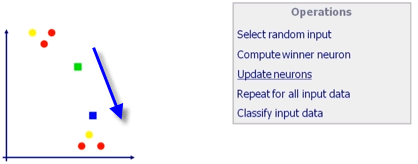 Operations
Select random input
Compute winner neuron
Update neurons
Repeat for all input data
Classify input data